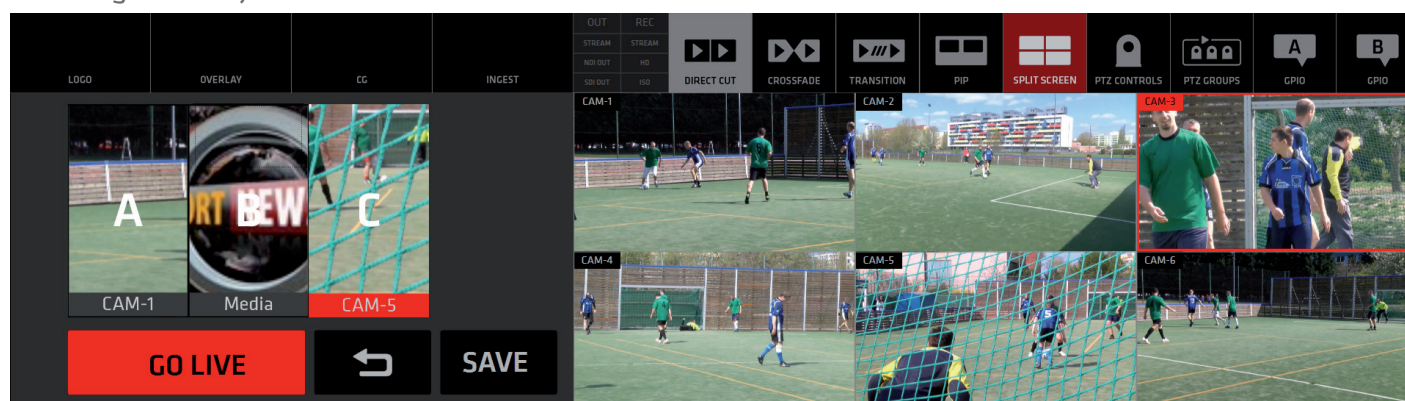 OUT REC
STREAM STREAM
NDI OUT HD
SDI OUT ISO
LOGO OVERLAY CG INGEST
DIRECT CUT CROSSFADE TRANSITION PIP SPLIT SCREEN PTZ CONTROLS PTZ GROUPS GPIO GPIO
A B
CAM-1 CAM-2 CAM-3
A B C
CAM-1 Media CAM-5
CAM-4 CAM-5 CAM-6
5
GO LIVE SAVE